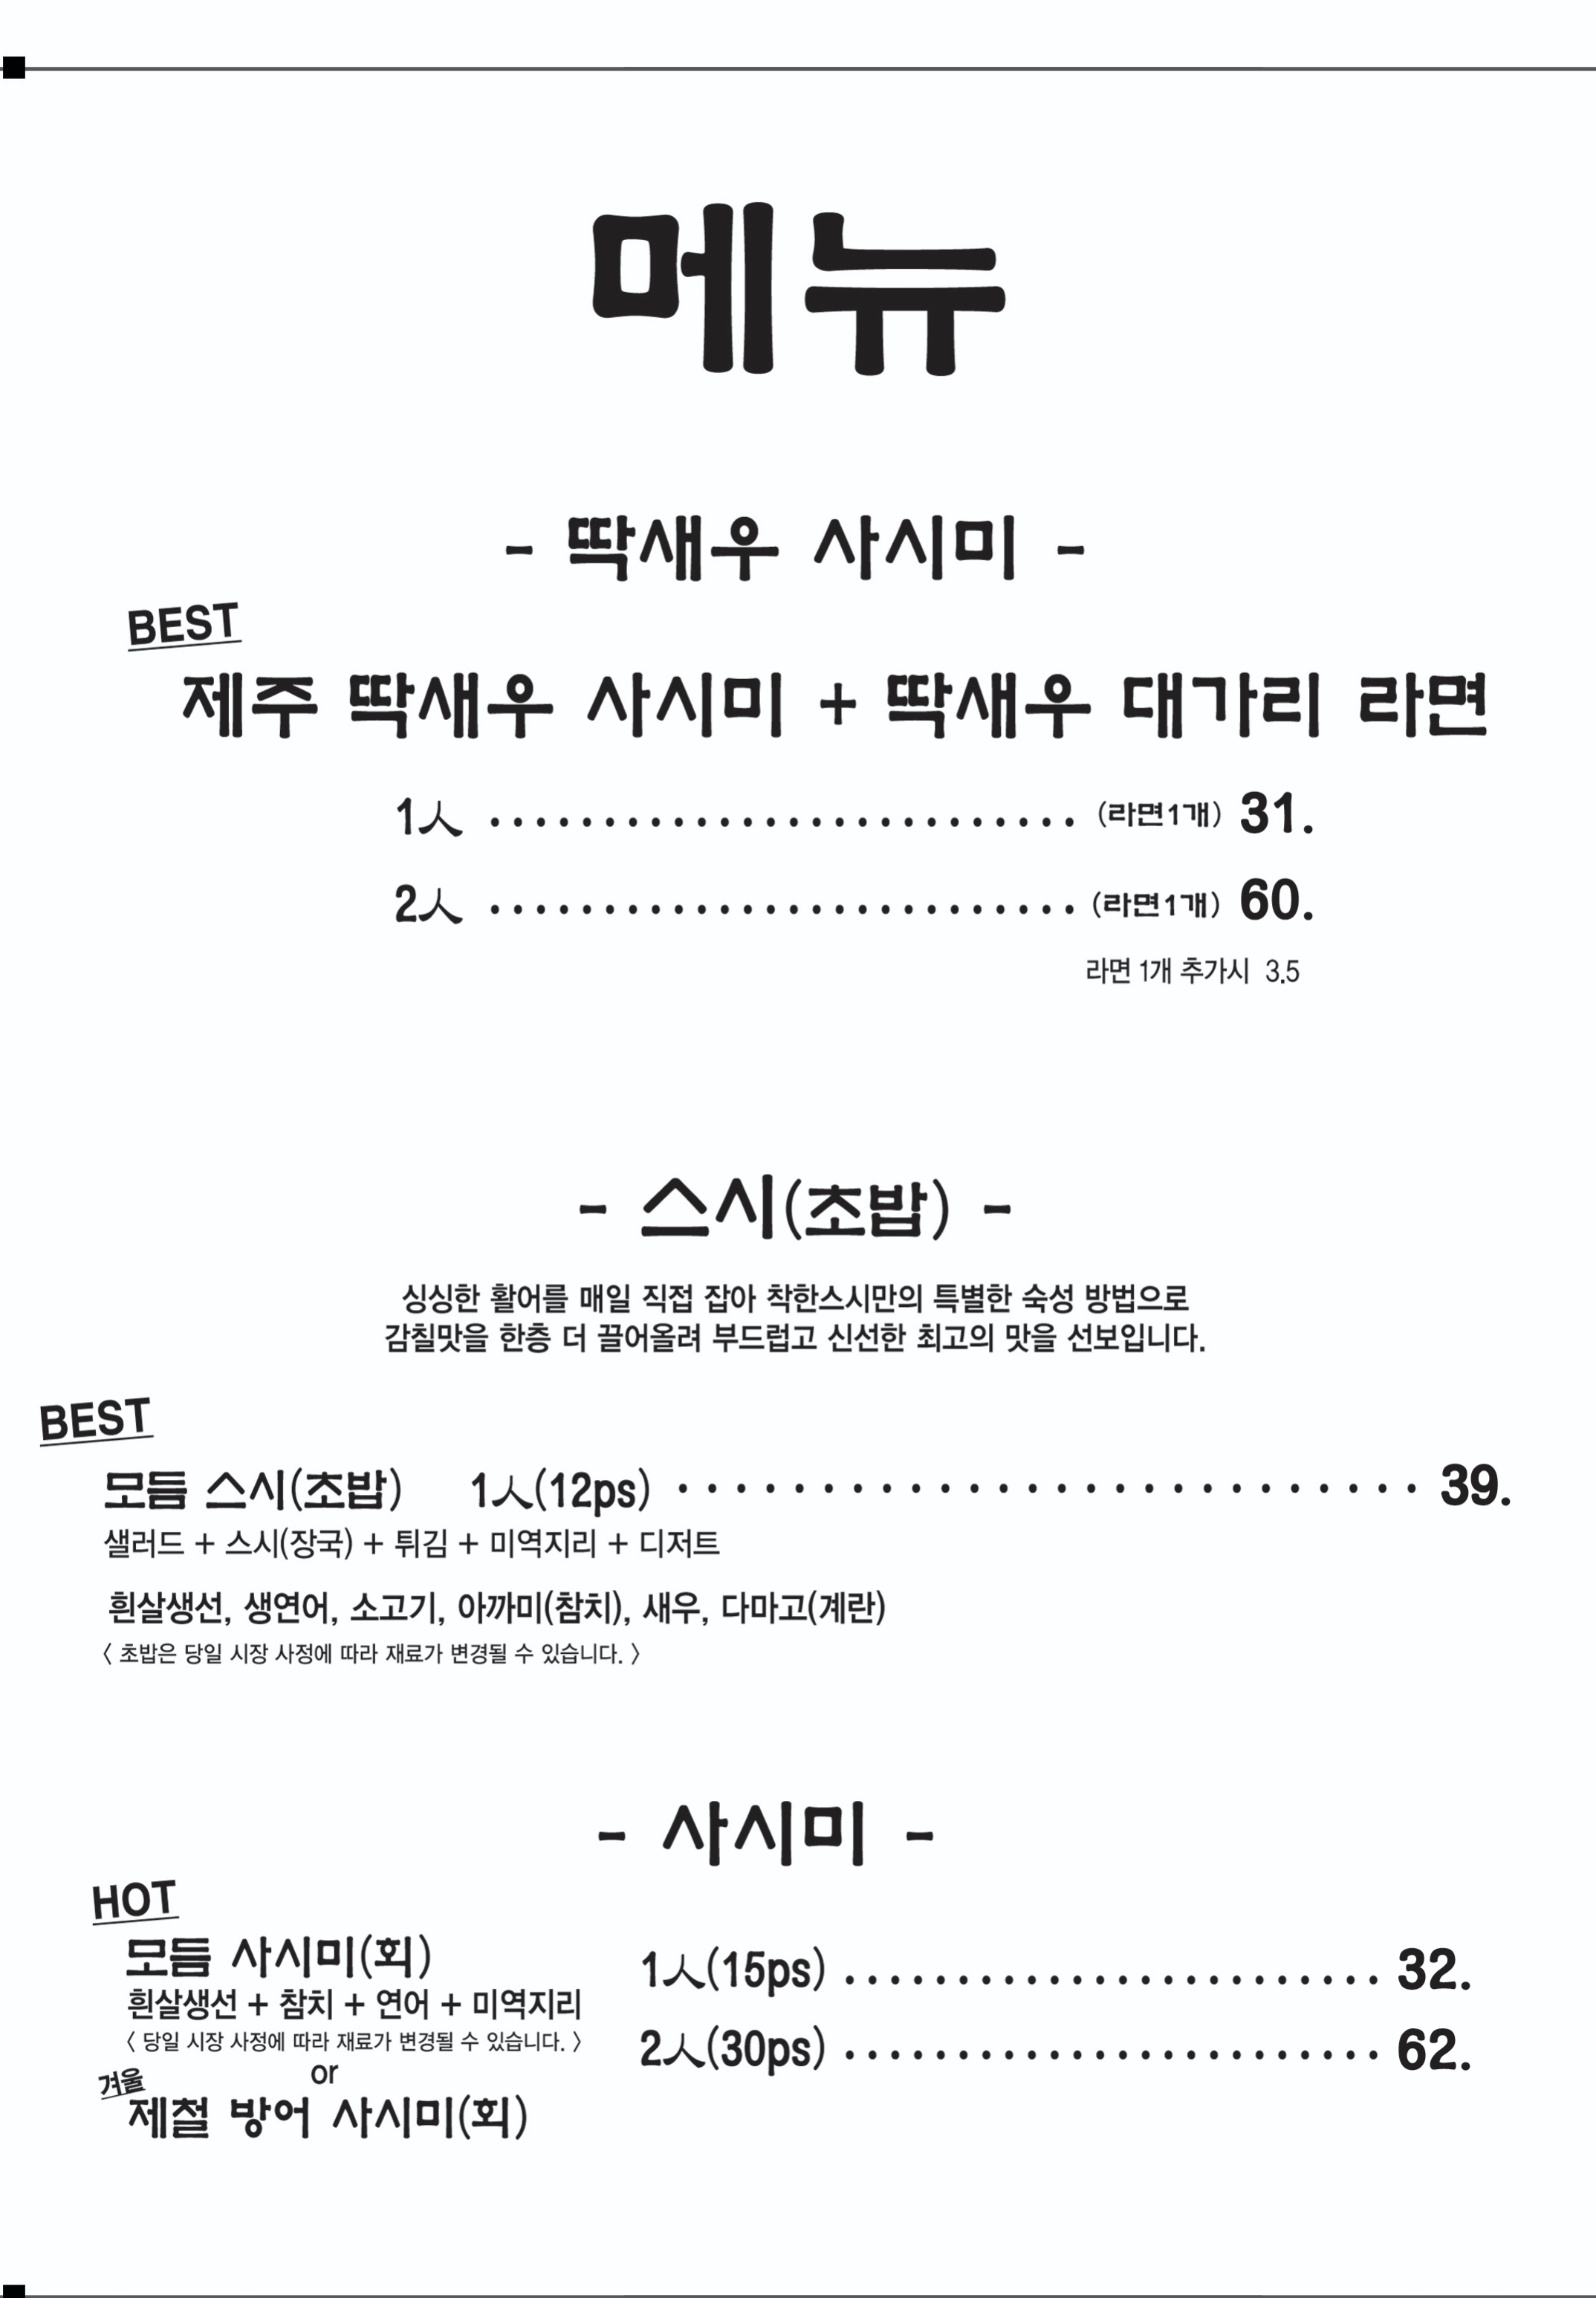 메뉴
- 딱새우 사시미 -
BEST
제주 딱새우 사시미 + 딱새우 대가리 라면
1人 .......................... (라면1개) 31.
2人 .......................... (라면1개) 60.
라면 1개 추가시 3.5
- 스시(초밥) -
싱싱한 활어를 매일 직접 잡아 착한스시만의 특별한 숙성 방법으로
감칠맛을 한층 더 끌어올려 부드럽고 신선한 최고의 맛을 선보입니다.
BEST
모듬 스시(초밥) 1人(12ps) .......................... 39.
샐러드 + 스시(장국) + 튀김 + 미역지리 + 디저트
흰살생선, 생연어, 소고기, 아까미(참치), 새우, 다마고(계란)
〈 초밥은 당일 시장 사정에 따라 재료가 변경될 수 있습니다. 〉
- 사시미 -
HOT
모듬 사시미(회)
흰살생선 + 참치 + 연어 + 미역지리
〈 당일 시장 사정에 따라 재료가 변경될 수 있습니다. 〉
or
겨울
제철 방어 사시미(회)
1人(15ps) ........................ 32.
2人(30ps) ........................ 62.